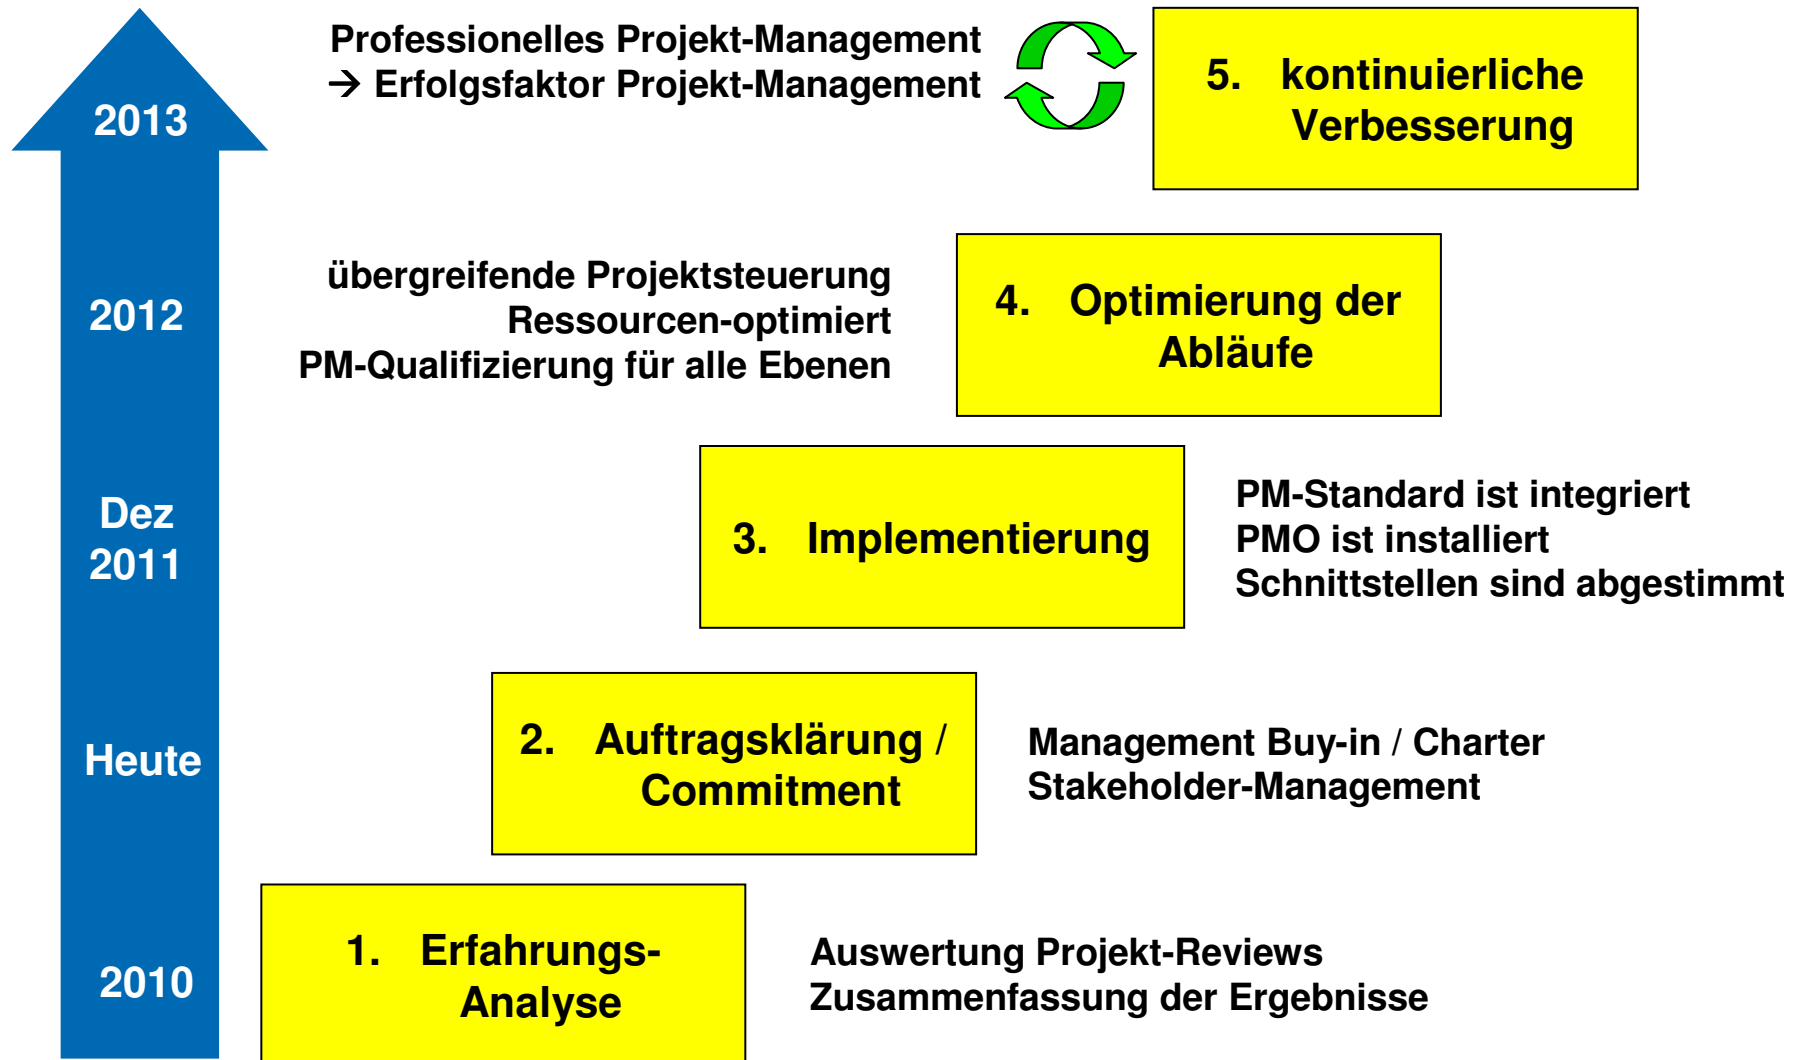 2013
Professionelles Projekt-Management
→ Erfolgsfaktor Projekt-Management
5. kontinuierliche
Verbesserung
2012
übergreifende Projektsteuerung
Ressourcen-optimiert
PM-Qualifizierung für alle Ebenen
4. Optimierung der
Abläufe
Dez
2011
3. Implementierung
PM-Standard ist integriert
PMO ist installiert
Schnittstellen sind abgestimmt
Heute
2. Auftragsklärung /
Commitment
Management Buy-in / Charter
Stakeholder-Management
2010
1. Erfahrungs-
Analyse
Auswertung Projekt-Reviews
Zusammenfassung der Ergebnisse